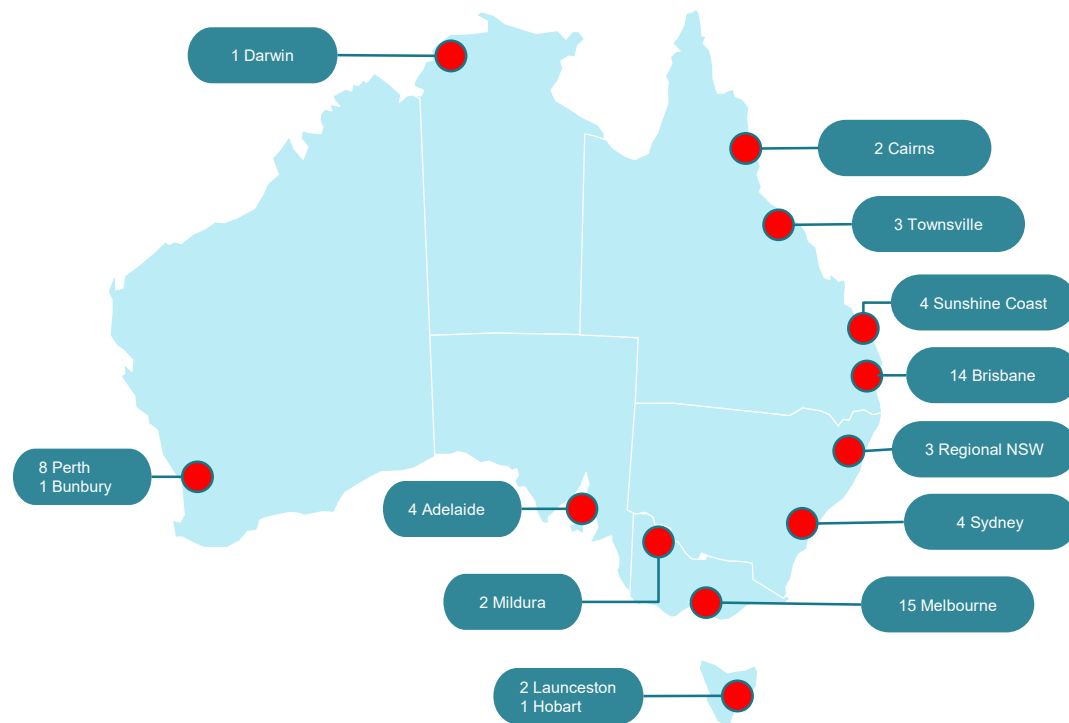 1 Darwin
2 Cairns
3 Townsville
4 Sunshine Coast
14 Brisbane
3 Regional NSW
8 Perth
1 Bunbury
4 Adelaide
4 Sydney
2 Mildura
15 Melbourne
2 Launceston
1 Hobart